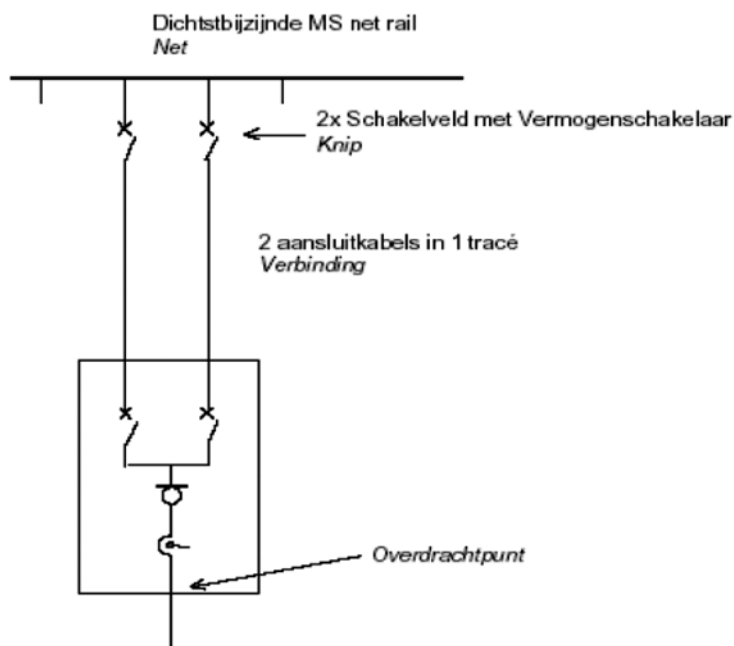 Dichtstbijzijnde MS net rail
Net
2x Schakelveld met Vermogenschakelaar
Knip
2 aansluitkabels in 1 tracé
Verbinding
Overdrachtpunt